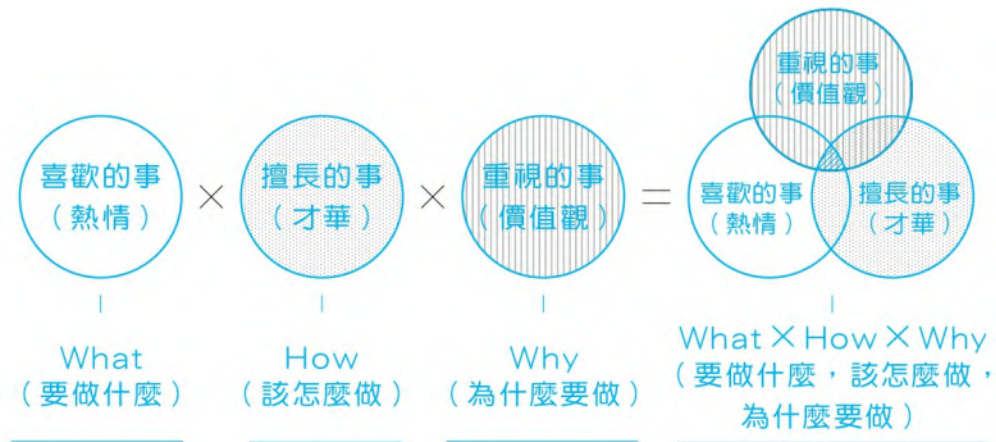 喜歡的事
（熱情）
×
擅長的事
（才華）
×
重視的事
（價值觀）
=
重視的事
（價值觀）
喜歡的事
（熱情）
擅長的事
（才華）
What
（要做什麼）
How
（該怎麼做）
Why
（為什麼要做）
What×How×Why
（要做什麼，該怎麼做，
為什麼要做）